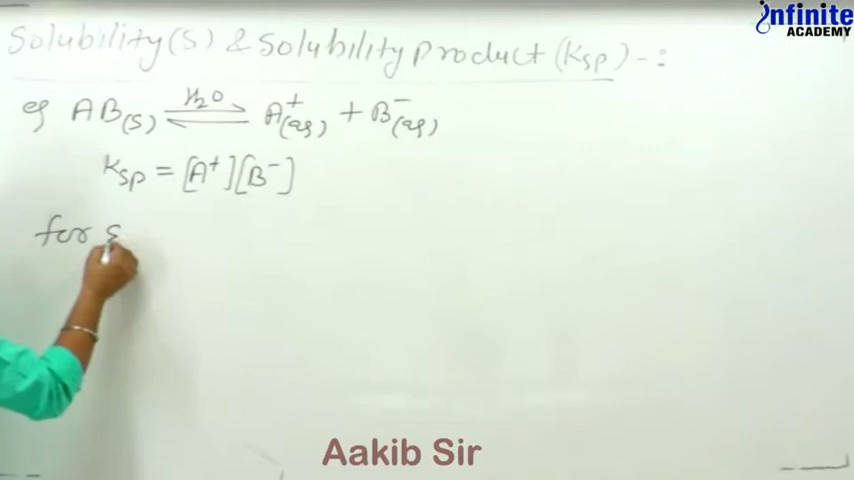 Infinite
ACADEMY
Solubility(S) & Solubility Product (Ksp) -:
eg AB(s) ⇌ H2O A+(aq) + B-(aq)
Ksp = [A+][B-]
for
Aakib Sir